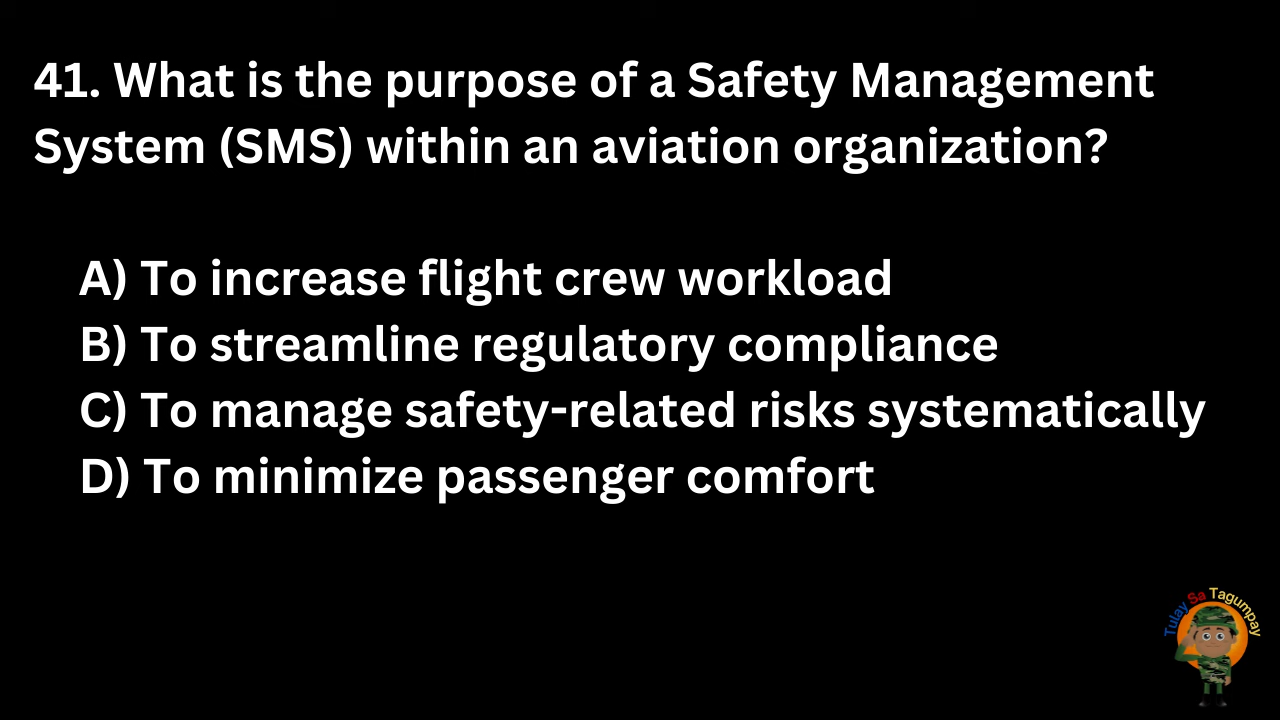 41. What is the purpose of a Safety Management
System (SMS) within an aviation organization?
A) To increase flight crew workload
B) To streamline regulatory compliance
C) To manage safety-related risks systematically
D) To minimize passenger comfort
Tulay Sa Tagumpay